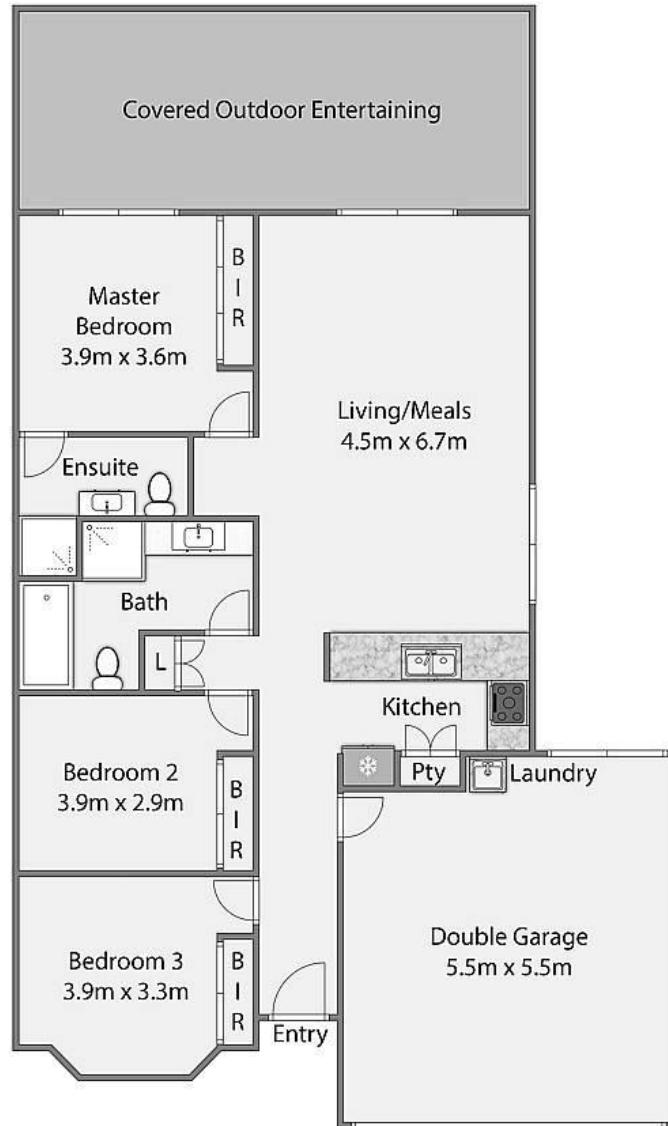 Covered Outdoor Entertaining
Master
Bedroom
3.9m x 3.6m
B
I
R
Living/Meals
4.5m x 6.7m
Ensuite
Bath
L
Kitchen
Pty
Laundry
Bedroom 2
3.9m x 2.9m
B
I
R
Double Garage
5.5m x 5.5m
Bedroom 3
3.9m x 3.3m
B
I
R
Entry